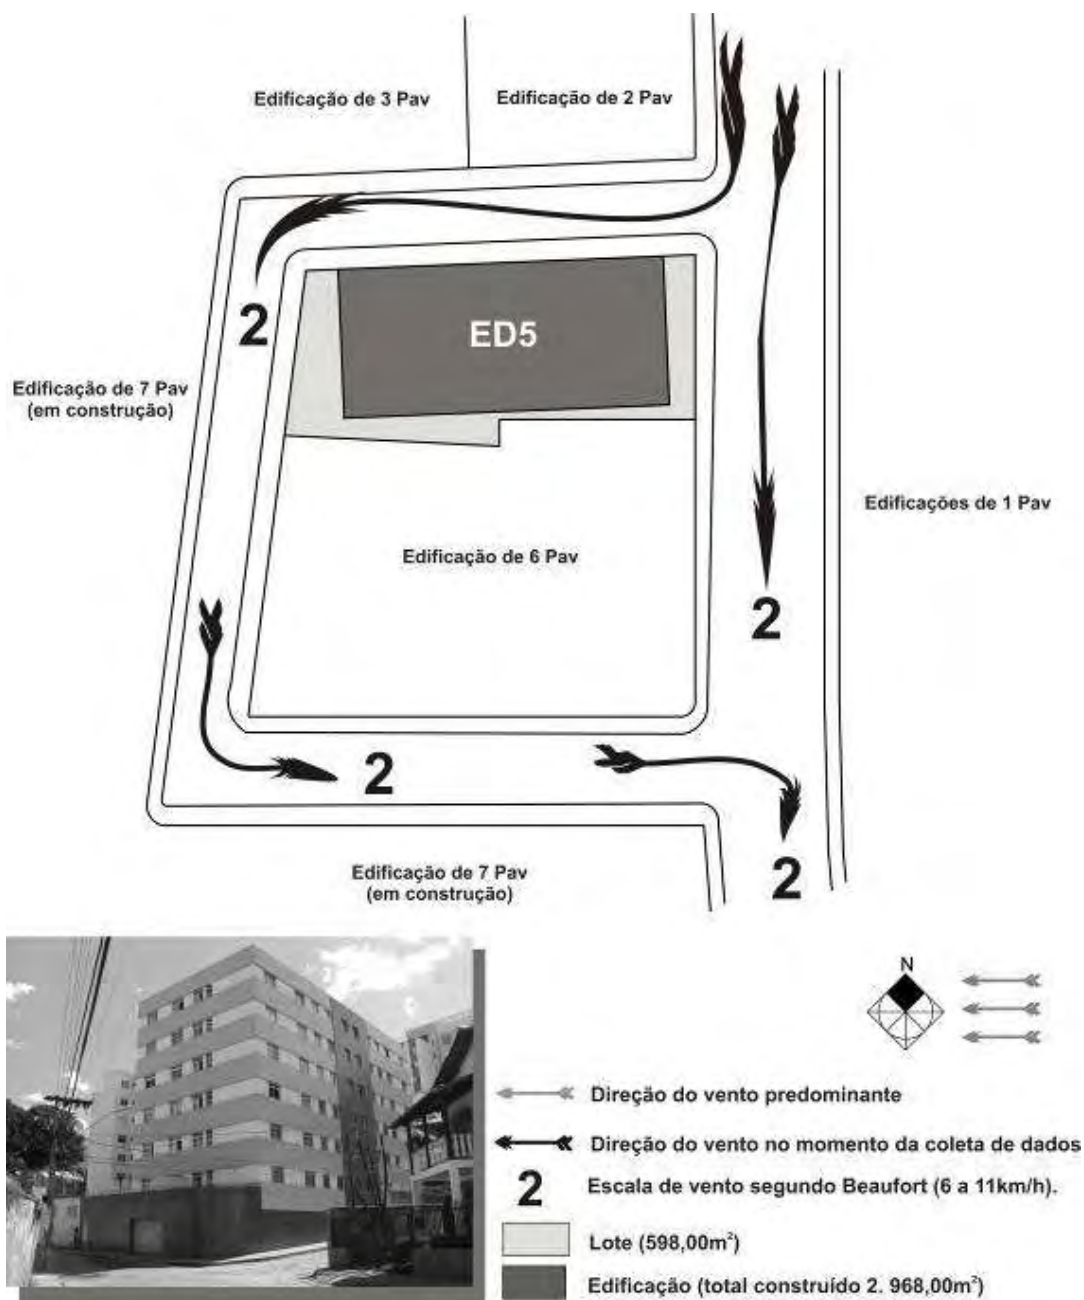 Edificação de 3 Pav
Edificação de 2 Pav
ED5
2
Edificação de 7 Pav
(em construção)
Edificações de 1 Pav
Edificação de 6 Pav
2
2
2
Edificação de 7 Pav
(em construção)
N
Direção do vento predominante
Direção do vento no momento da coleta de dados
2 Escala de vento segundo Beaufort (6 a 11km/h).
Lote (598,00m²)
Edificação (total construído 2. 968,00m²)